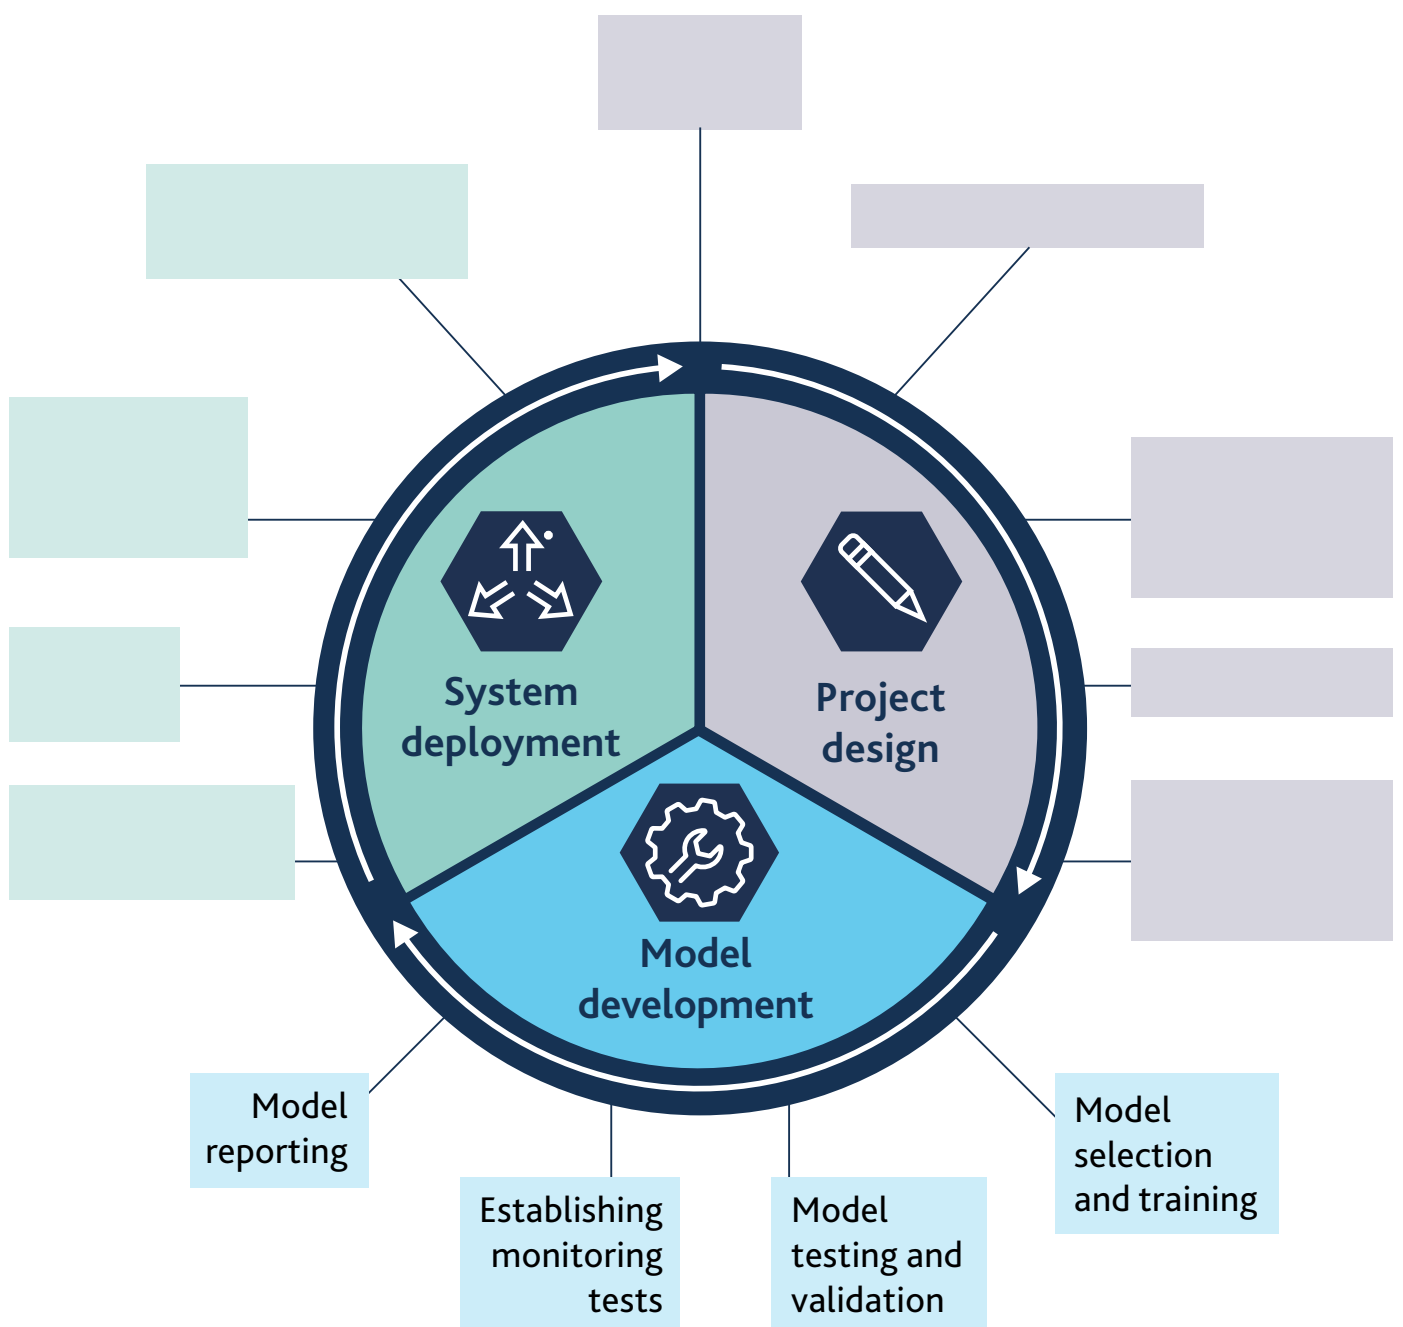 System
deployment
Project
design
Model
development
Model
reporting
Establishing
monitoring
tests
Model
testing and
validation
Model
selection
and training